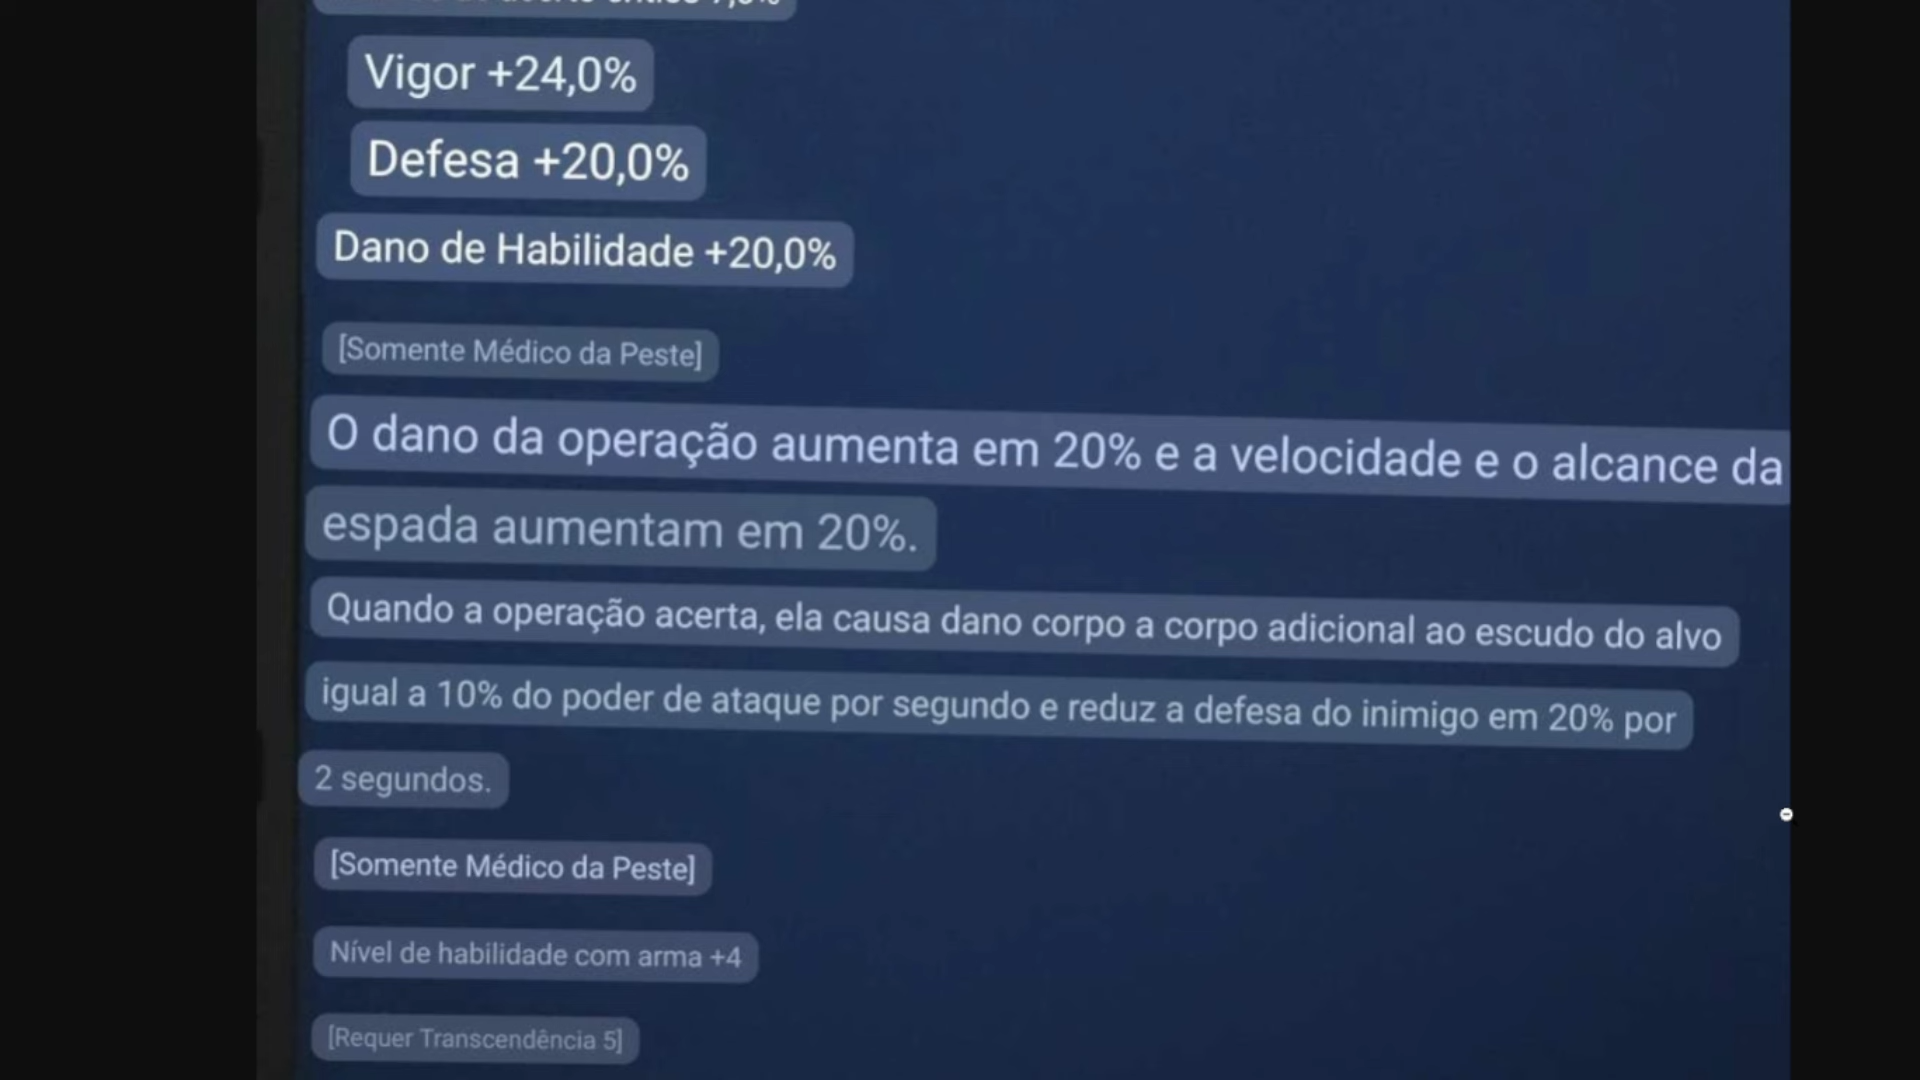 Vigor +24,0%
Defesa +20,0%
Dano de Habilidade +20,0%
[Somente Médico da Peste]
O dano da operação aumenta em 20% e a velocidade e o alcance da
espada aumentam em 20%.
Quando a operação acerta, ela causa dano corpo a corpo adicional ao escudo do alvo
igual a 10% do poder de ataque por segundo e reduz a defesa do inimigo em 20% por
2 segundos.
[Somente Médico da Peste]
Nível de habilidade com arma +4
[Requer Transcendência 5]